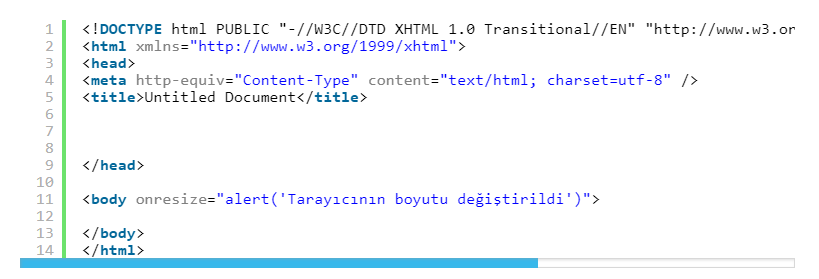 1 <!DOCTYPE html PUBLIC "-//W3C//DTD XHTML 1.0 Transitional//EN" "http://www.w3.or
2 <html xmlns="http://www.w3.org/1999/xhtml">
3 <head>
4 <meta http-equiv="Content-Type" content="text/html; charset=utf-8" />
5 <title>Untitled Document</title>
6
7
8
9 </head>
10
11 <body onresize="alert('Tarayıcının boyutu değiştirildi')">
12
13 </body>
14 </html>